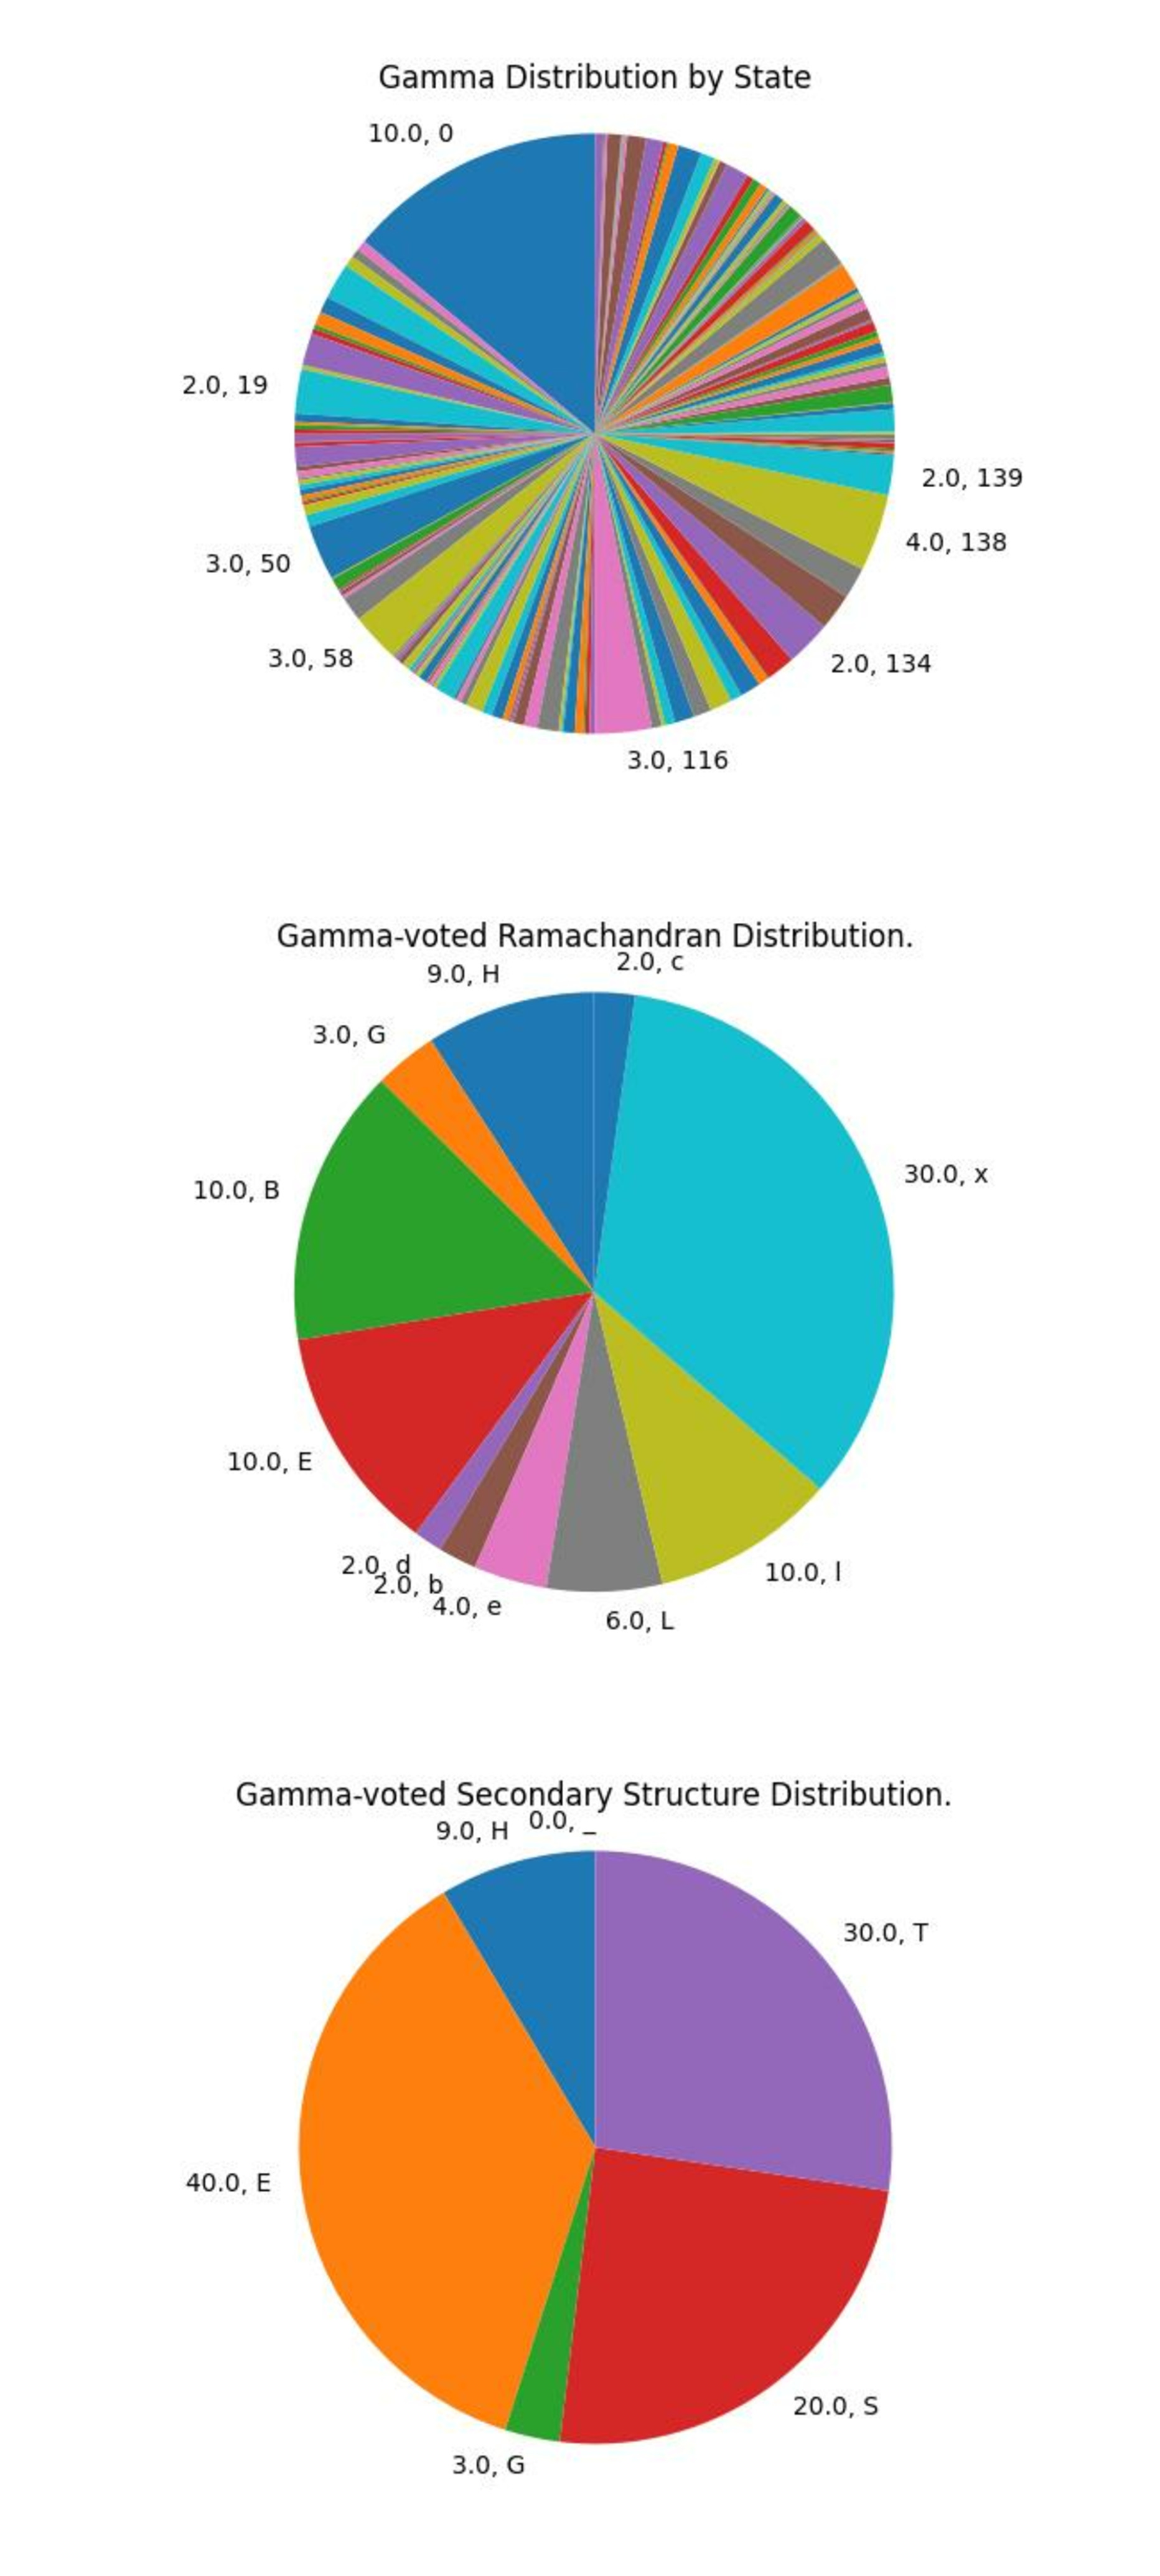 Gamma Distribution by State
10.0, 0
2.0, 19
2.0, 139
4.0, 138
3.0, 50
3.0, 58
2.0, 134
3.0, 116
Gamma-voted Ramachandran Distribution.
2.0, c
9.0, H
3.0, G
30.0, x
10.0, B
10.0, E
2.0, d
2.0, b
4.0, e
10.0, l
6.0, L
Gamma-voted Secondary Structure Distribution.
0.0, _
9.0, H
30.0, T
40.0, E
20.0, S
3.0, G